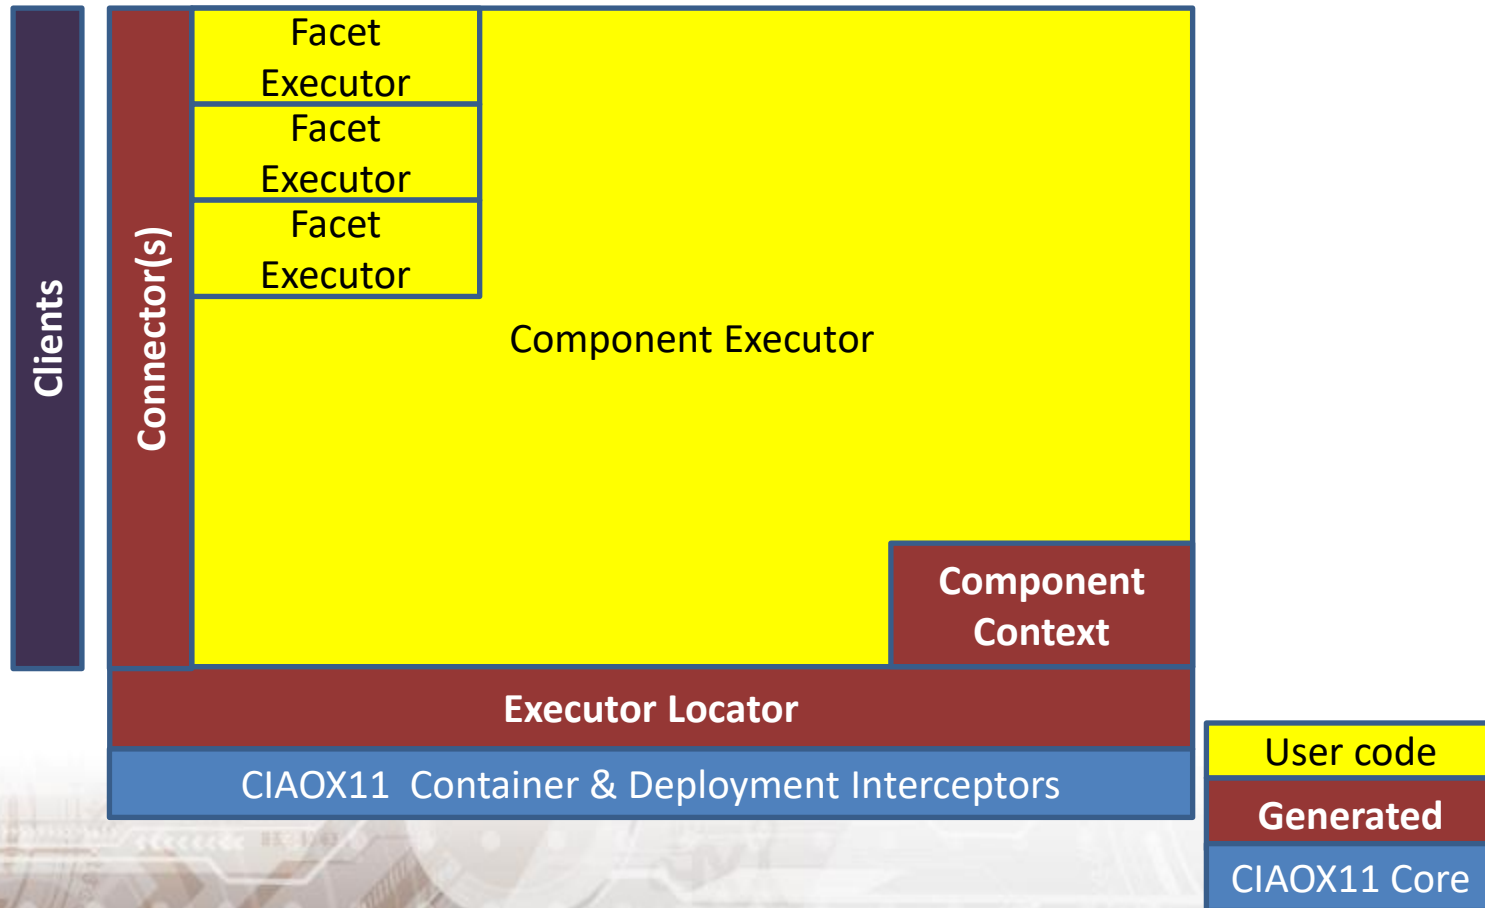 Clients
Connector(s)
Facet
Executor
Facet
Executor
Facet
Executor
Component Executor
Component
Context
Executor Locator
CIAOX11 Container & Deployment Interceptors
User code
Generated
CIAOX11 Core